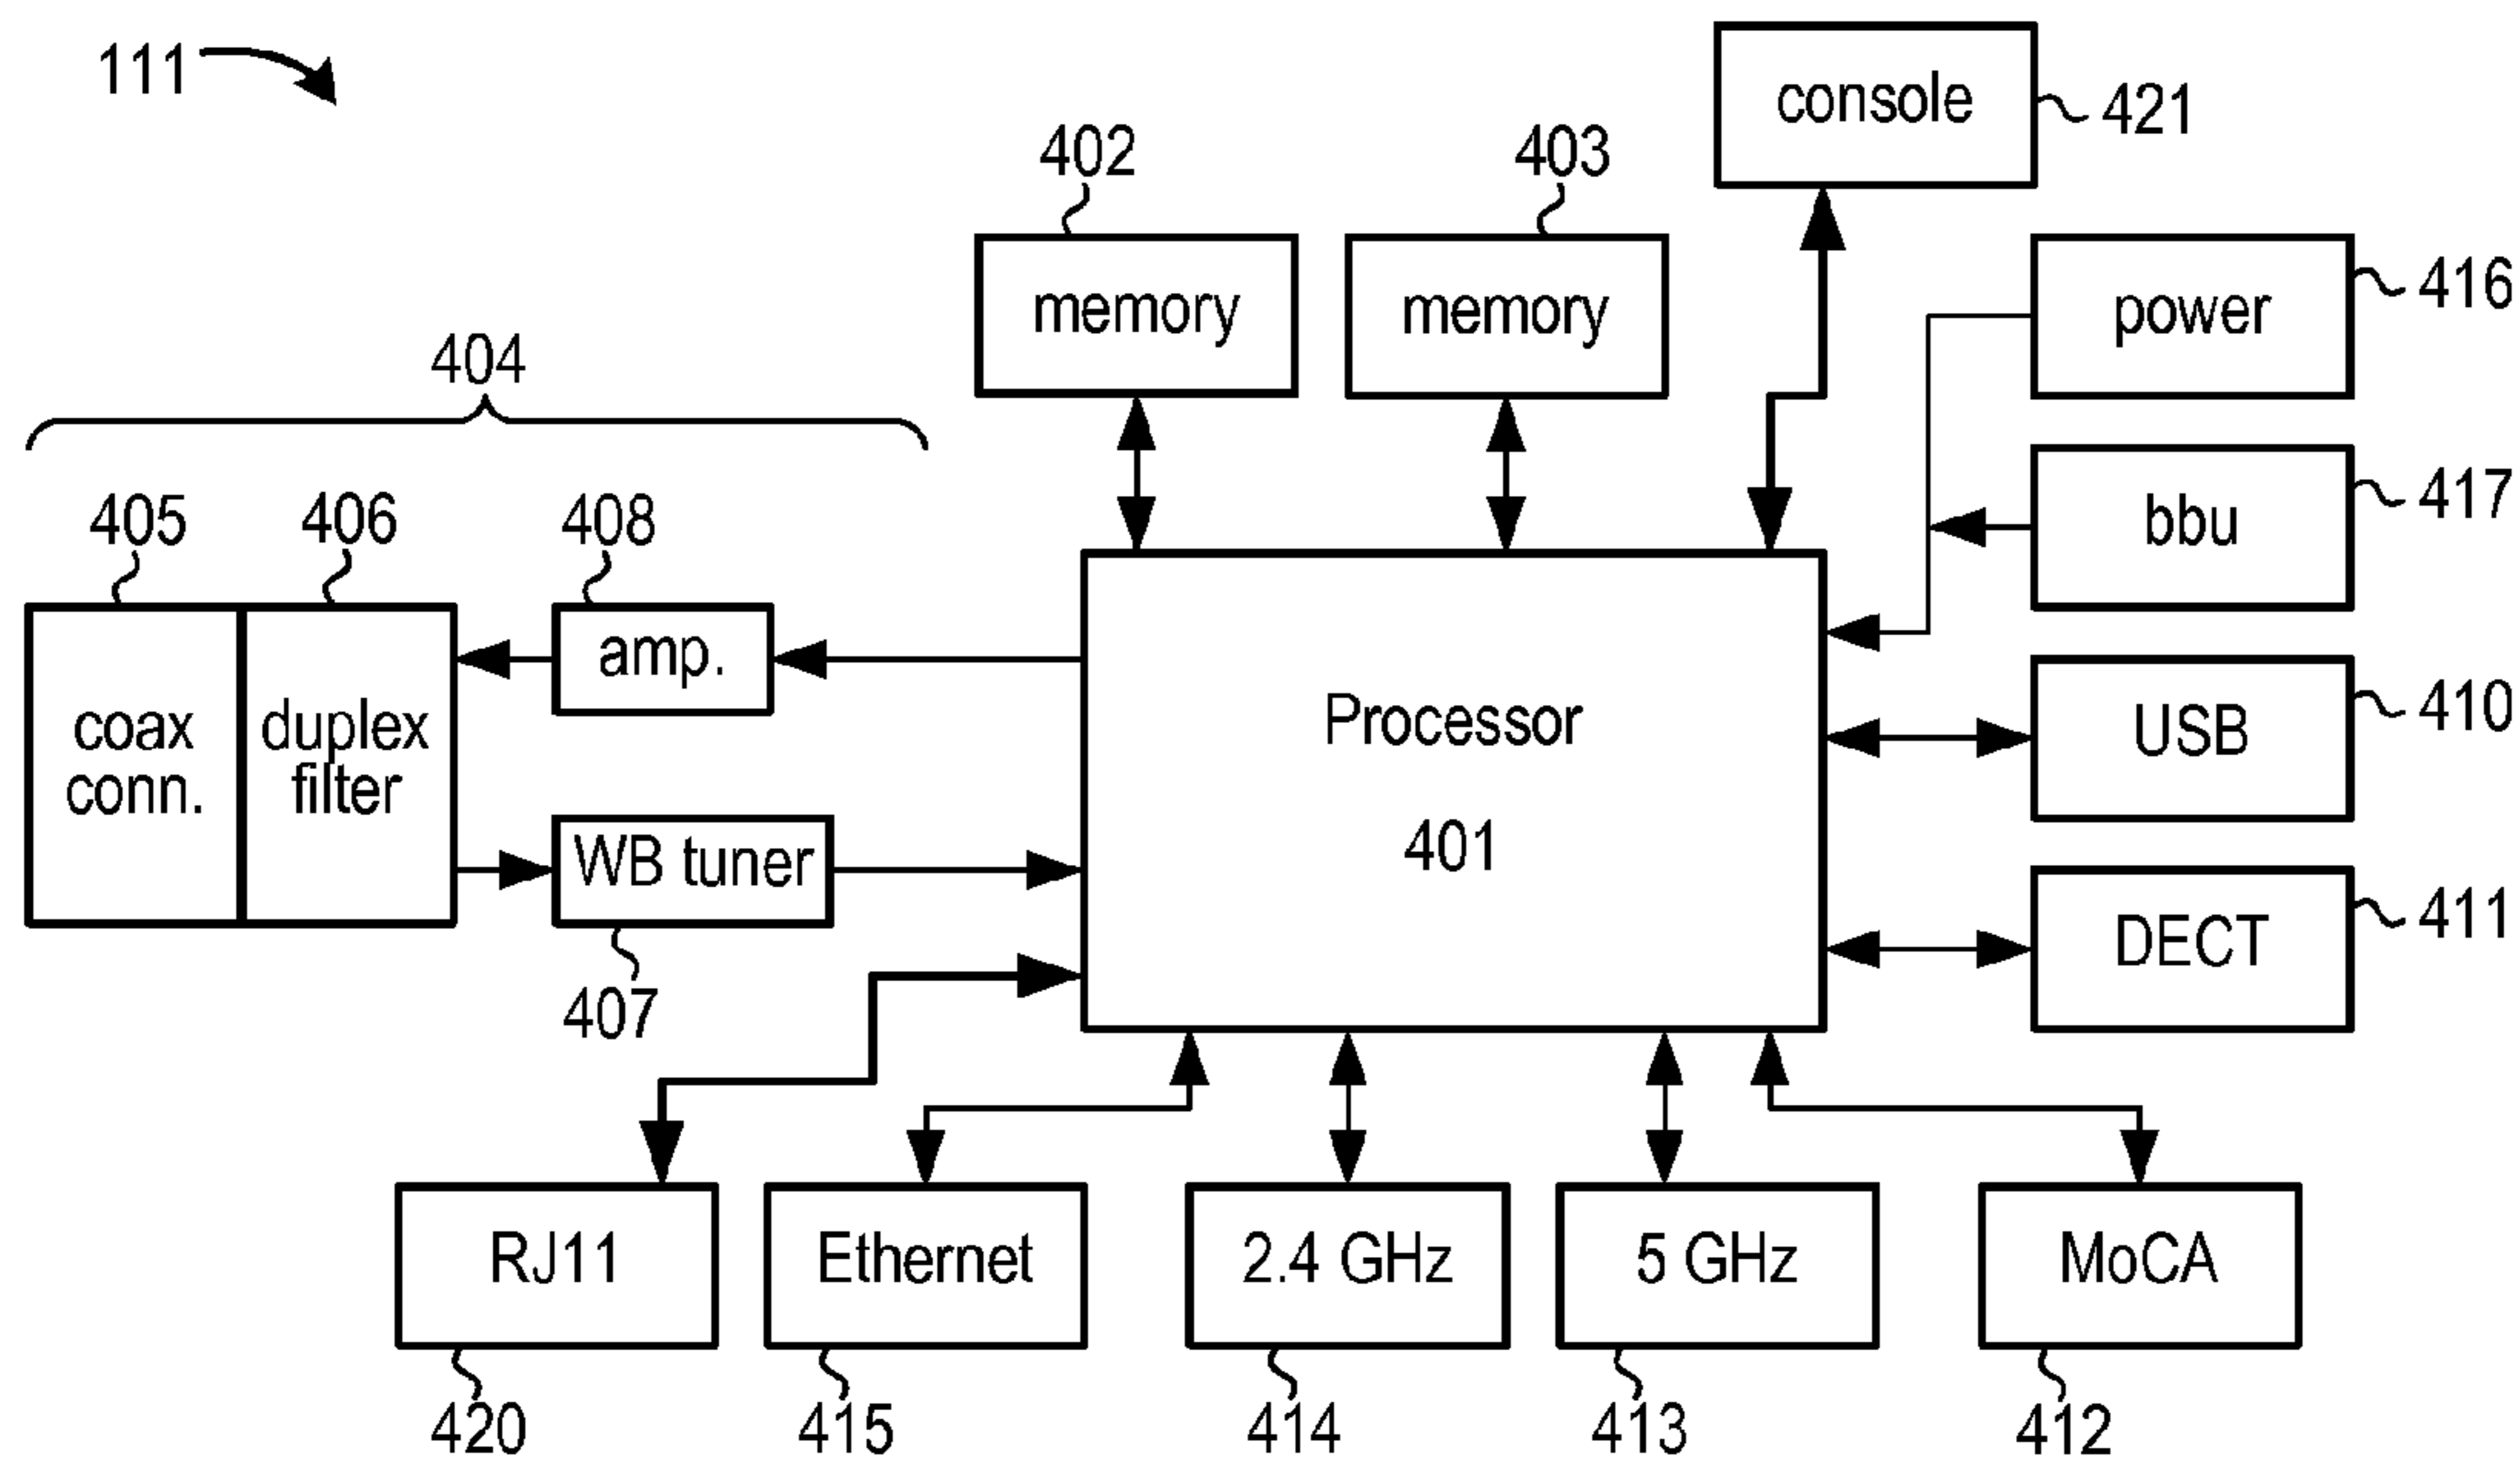 111
console
421
402
403
memory
memory
power
416
404
405
406
408
bbu
417
amp.
coax
conn.
duplex
filter
Processor
401
USB
410
WB tuner
407
DECT
411
RJ11
Ethernet
2.4 GHz
5 GHz
MoCA
420
415
414
413
412